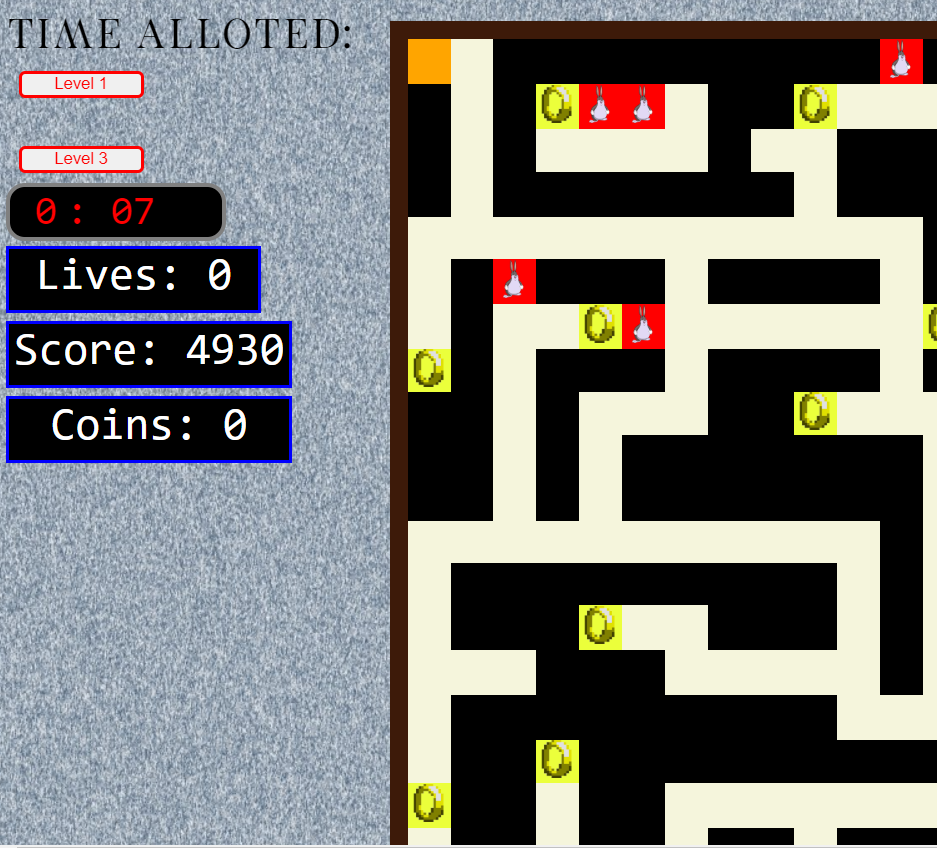 TIME ALLOTED:
Level 1
Level 3
0 : 07
Lives: 0
Score: 4930
Coins: 0